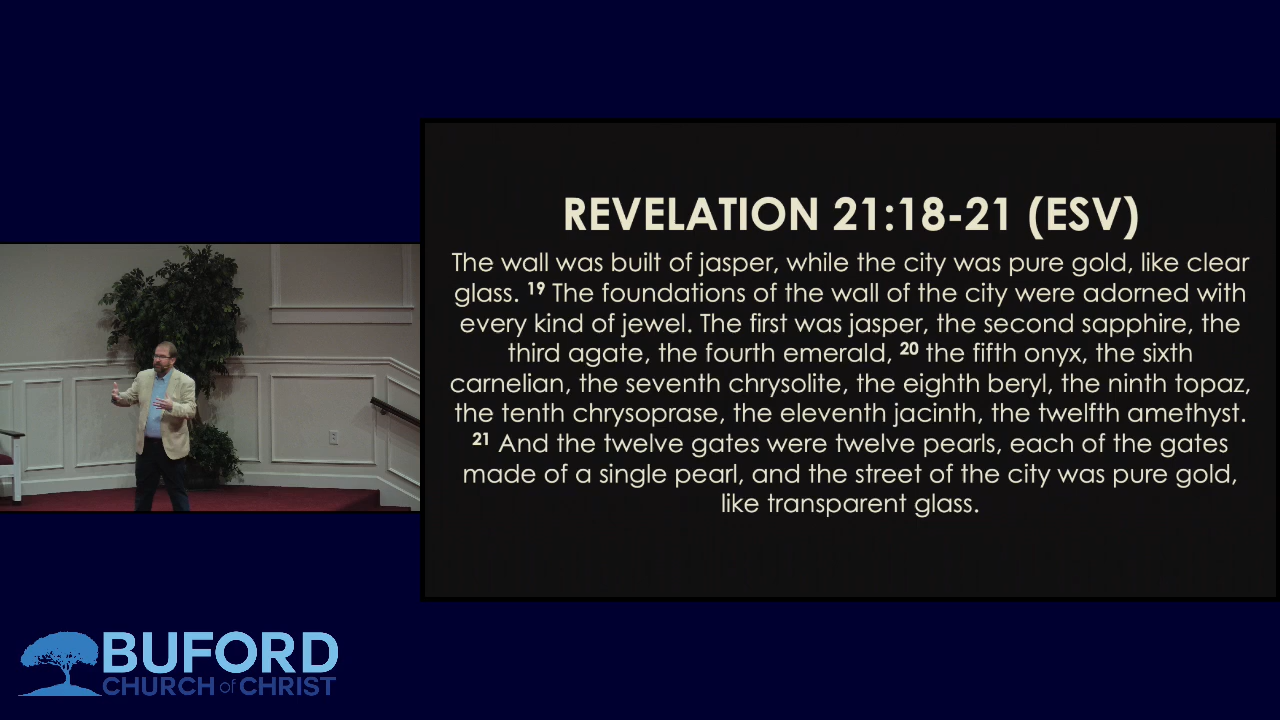 REVELATION 21:18-21 (ESV)
The wall was built of jasper, while the city was pure gold, like clear
glass. 19 The foundations of the wall of the city were adorned with
every kind of jewel. The first was jasper, the second sapphire, the
third agate, the fourth emerald, 20 the fifth onyx, the sixth
carnelian, the seventh chrysolite, the eighth beryl, the ninth topaz,
the tenth chrysoprase, the eleventh jacinth, the twelfth amethyst.
21 And the twelve gates were twelve pearls, each of the gates
made of a single pearl, and the street of the city was pure gold,
like transparent glass.
BUFORD
CHURCH of CHRIST